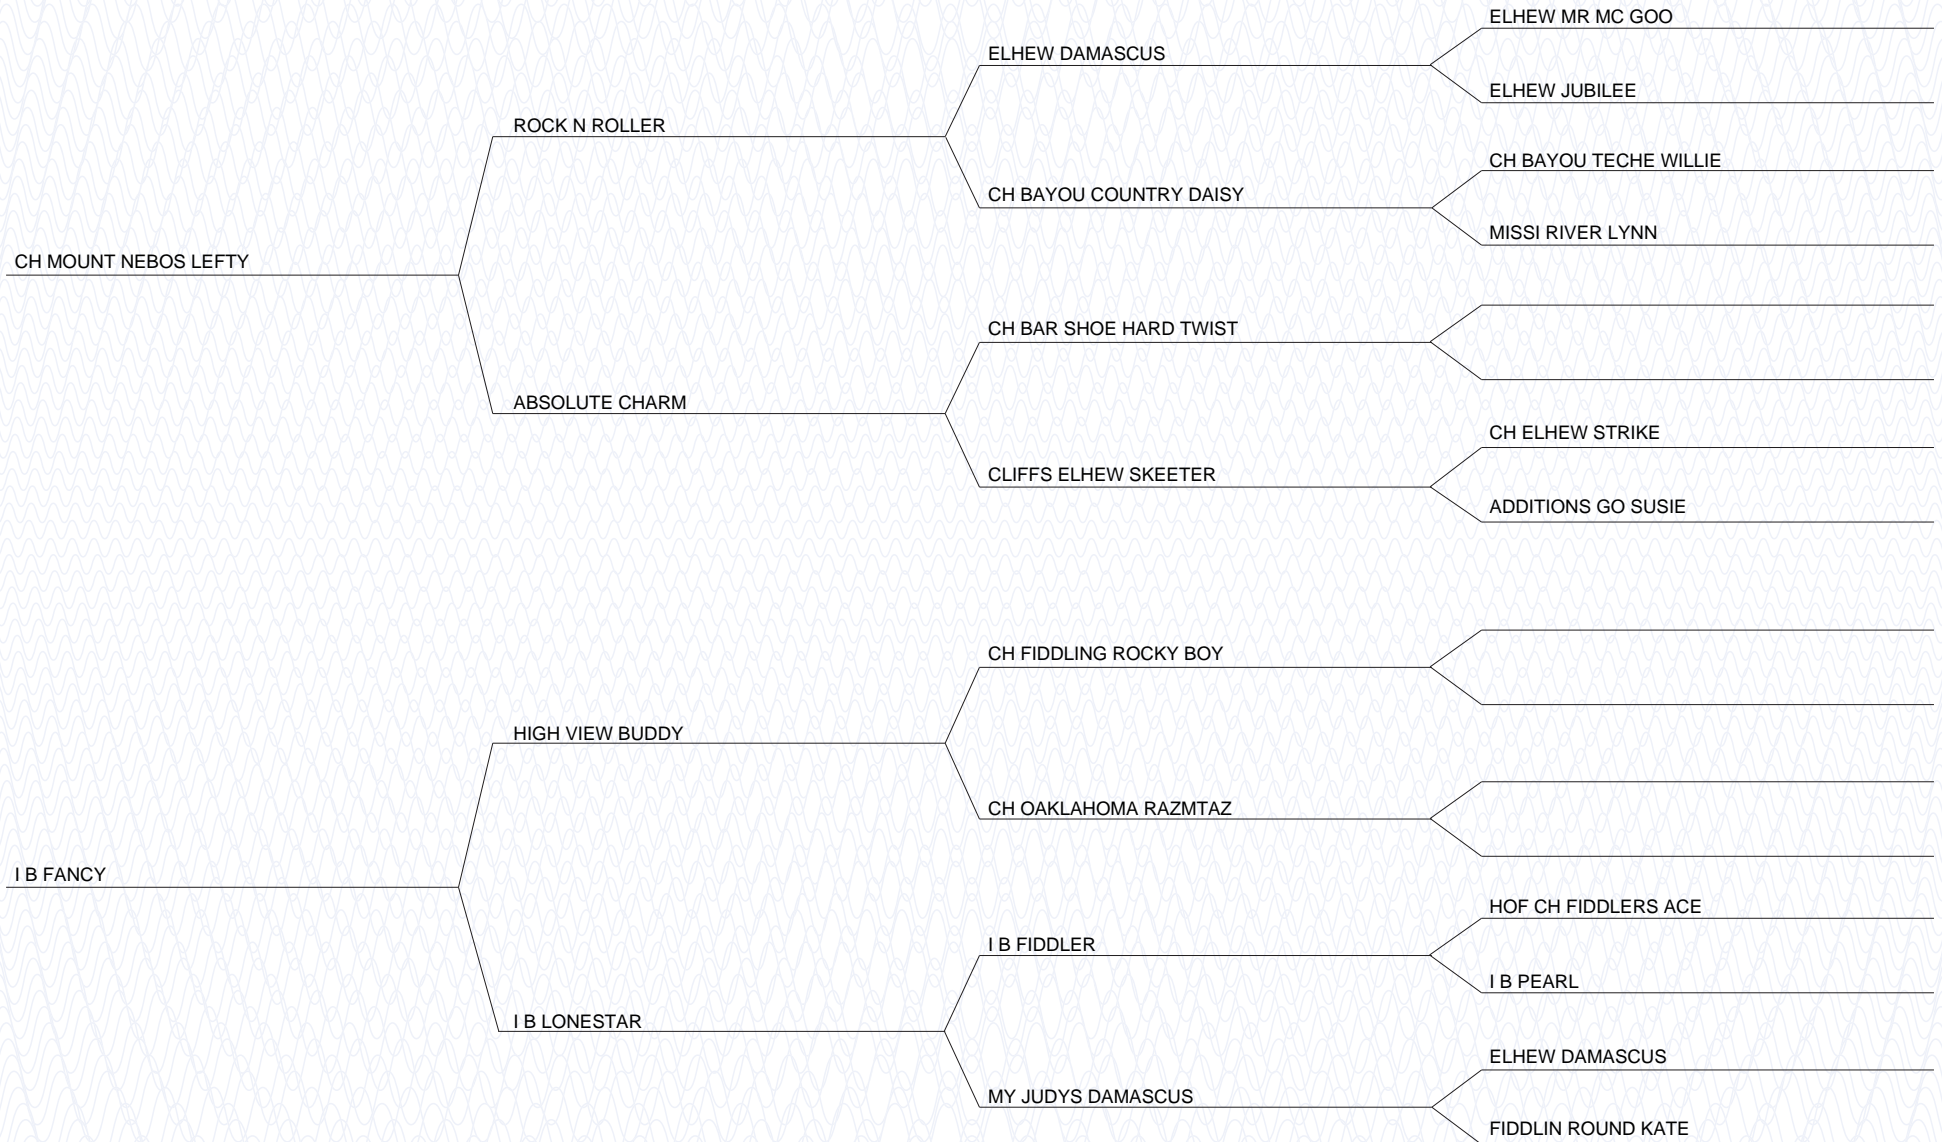 ELHEW MR MC GOO
ELHEW DAMASCUS
ELHEW JUBILEE
ROCK N ROLLER
CH BAYOU TECHE WILLIE
CH BAYOU COUNTRY DAISY
MISSI RIVER LYNN
CH MOUNT NEBOS LEFTY
CH BAR SHOE HARD TWIST
ABSOLUTE CHARM
CH ELHEW STRIKE
CLIFFS ELHEW SKEETER
ADDITIONS GO SUSIE
CH FIDDLING ROCKY BOY
HIGH VIEW BUDDY
CH OAKLAHOMA RAZMTAZ
I B FANCY
HOF CH FIDDLERS ACE
I B FIDDLER
I B PEARL
I B LONESTAR
ELHEW DAMASCUS
MY JUDYS DAMASCUS
FIDDLIN ROUND KATE